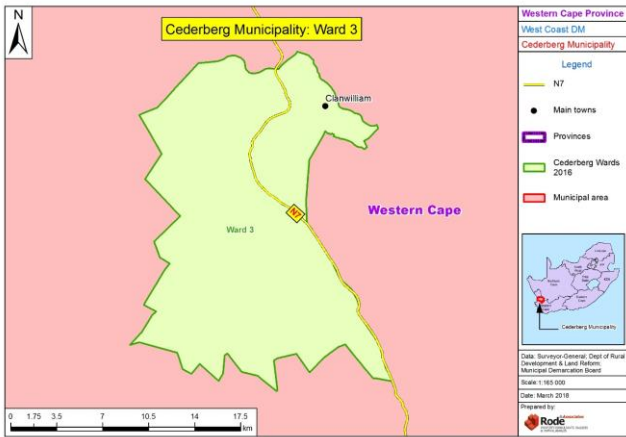 N
Cederberg Municipality: Ward 3
Clanwilliam
N7
Western Cape
Ward 3
0 1.75 3.5 7 10.5 14 17.5
km
Western Cape Province
West Coast DM
Cederberg Municipality
Legend
N7
Main towns
Provinces
Cederberg Wards
2016
Municipal area
Cederberg Municipality
Data: Surveyor-General; Dept of Rural
Development & Land Reform;
Municipal Demarcation Board
Scale 1:165 000
Date: March 2018
Prepared by:
Rode